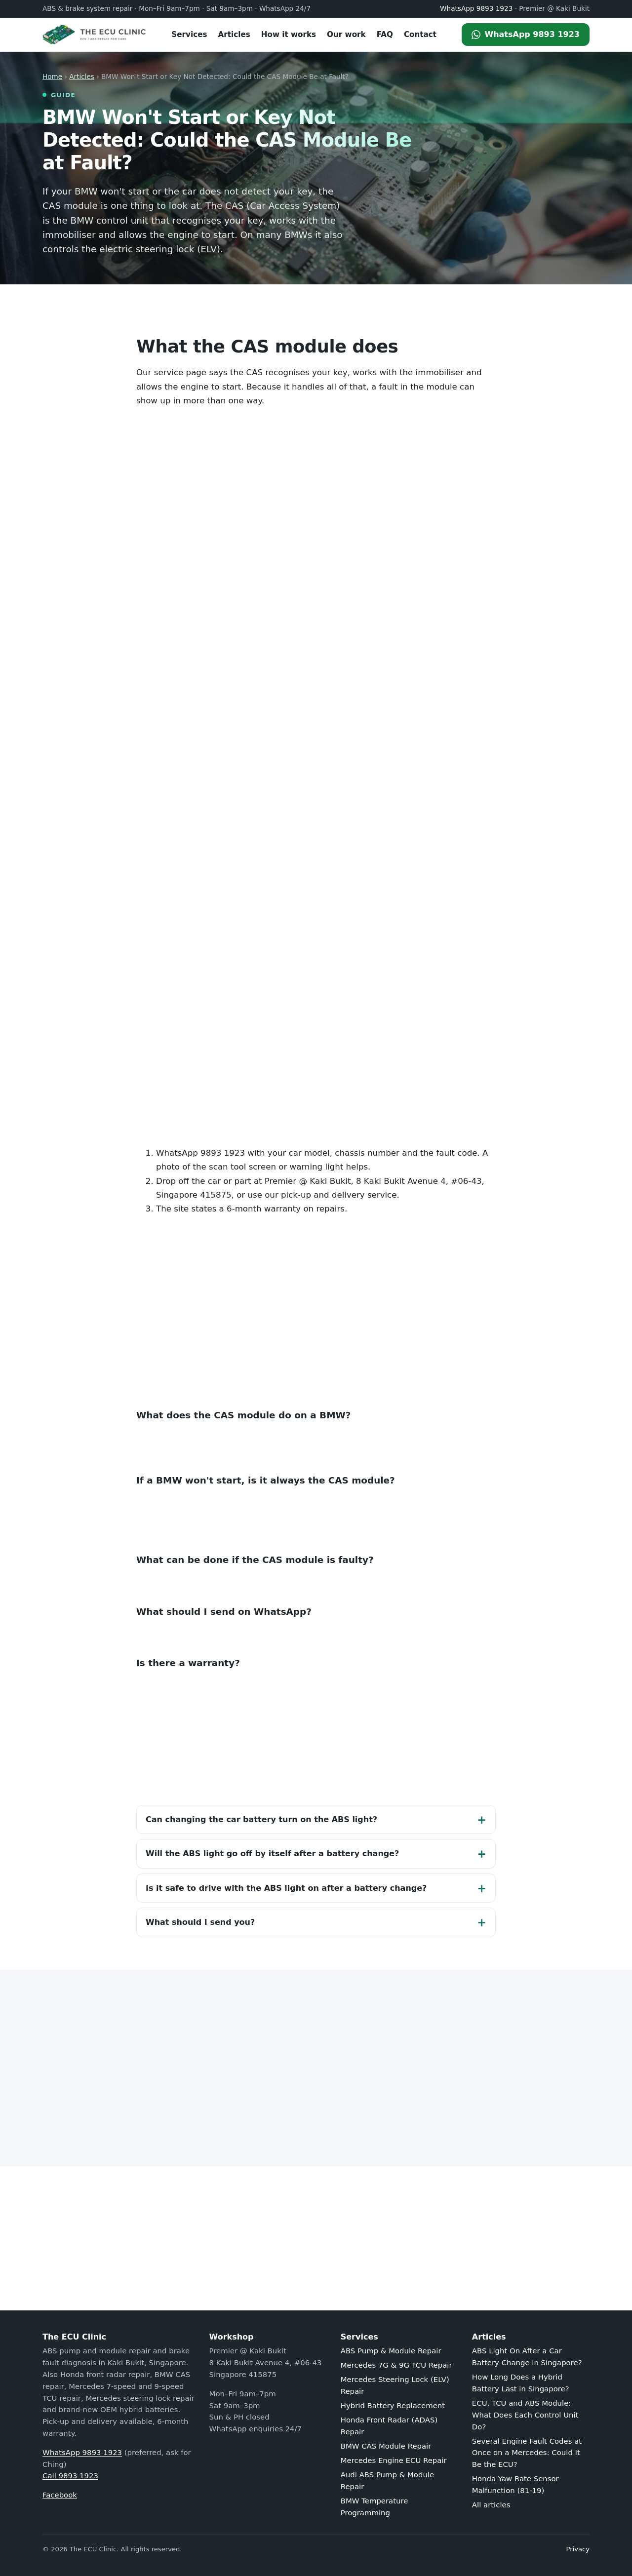 ABS & brake system repair · Mon–Fri 9am–7pm · Sat 9am–3pm · WhatsApp 24/7
WhatsApp 9893 1923 · Premier @ Kaki Bukit
THE ECU CLINIC
Services
Articles
How it works
Our work
FAQ
Contact
WhatsApp 9893 1923
Home › Articles › BMW Won't Start or Key Not Detected: Could the CAS Module Be at Fault?
GUIDE
BMW Won't Start or Key Not
Detected: Could the CAS Module Be
at Fault?
If your BMW won't start or the car does not detect your key, the
CAS module is one thing to look at. The CAS (Car Access System)
is the BMW control unit that recognises your key, works with the
immobiliser and allows the engine to start. On many BMWs it also
controls the electric steering lock (ELV).
What the CAS module does
Our service page says the CAS recognises your key, works with the immobiliser and
allows the engine to start. Because it handles all of that, a fault in the module can
show up in more than one way.
1. WhatsApp 9893 1923 with your car model, chassis number and the fault code. A
photo of the scan tool screen or warning light helps.
2. Drop off the car or part at Premier @ Kaki Bukit, 8 Kaki Bukit Avenue 4, #06-43,
Singapore 415875, or use our pick-up and delivery service.
3. The site states a 6-month warranty on repairs.
What does the CAS module do on a BMW?
If a BMW won't start, is it always the CAS module?
What can be done if the CAS module is faulty?
What should I send on WhatsApp?
Is there a warranty?
Can changing the car battery turn on the ABS light? +
Will the ABS light go off by itself after a battery change? +
Is it safe to drive with the ABS light on after a battery change? +
What should I send you? +
The ECU Clinic
ABS pump and module repair and brake
fault diagnosis in Kaki Bukit, Singapore.
Also Honda front radar repair, BMW CAS
repair, Mercedes 7-speed and 9-speed
TCU repair, Mercedes steering lock repair
and brand-new OEM hybrid batteries.
Pick-up and delivery available, 6-month
warranty.
WhatsApp 9893 1923 (preferred, ask for
Ching)
Call 9893 1923
Facebook
Workshop
Premier @ Kaki Bukit
8 Kaki Bukit Avenue 4, #06-43
Singapore 415875
Mon–Fri 9am–7pm
Sat 9am–3pm
Sun & PH closed
WhatsApp enquiries 24/7
Services
ABS Pump & Module Repair
Mercedes 7G & 9G TCU Repair
Mercedes Steering Lock (ELV)
Repair
Hybrid Battery Replacement
Honda Front Radar (ADAS)
Repair
BMW CAS Module Repair
Mercedes Engine ECU Repair
Audi ABS Pump & Module
Repair
BMW Temperature
Programming
Articles
ABS Light On After a Car
Battery Change in Singapore?
How Long Does a Hybrid
Battery Last in Singapore?
ECU, TCU and ABS Module:
What Does Each Control Unit
Do?
Several Engine Fault Codes at
Once on a Mercedes: Could It
Be the ECU?
Honda Yaw Rate Sensor
Malfunction (81-19)
All articles
© 2026 The ECU Clinic. All rights reserved.
Privacy